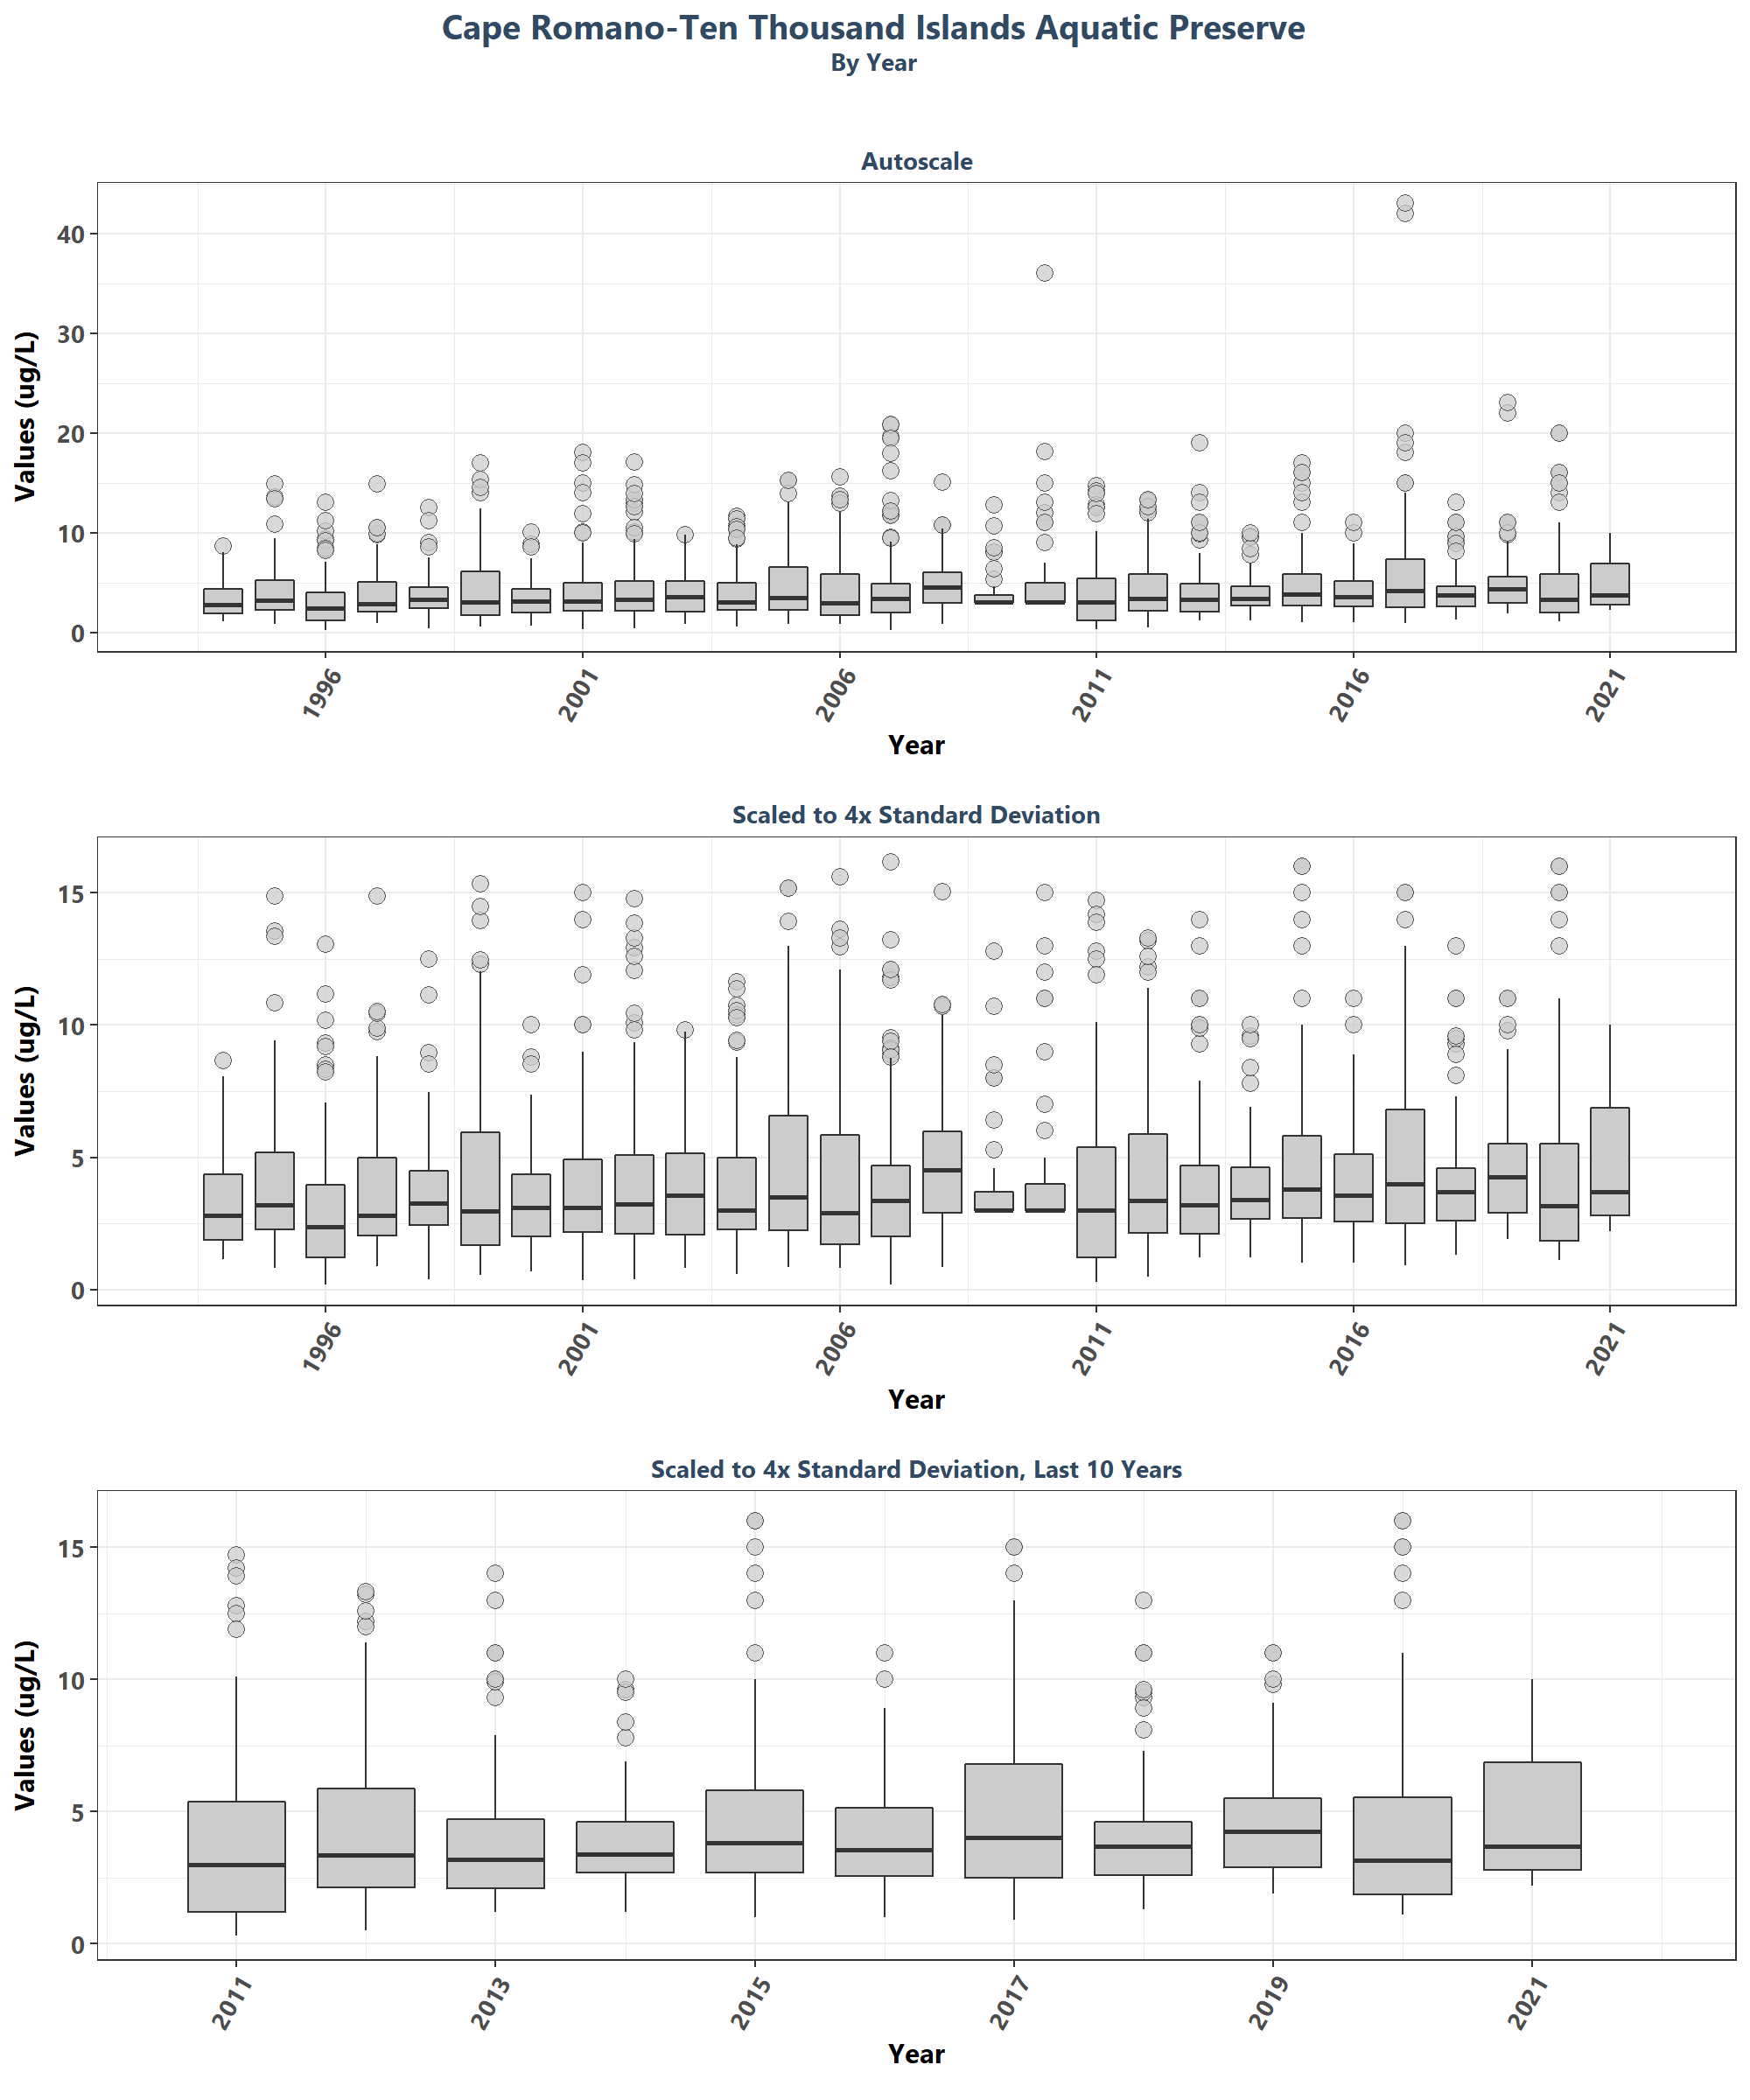 Cape Romano-Ten Thousand Islands Aquatic Preserve
By Year
Autoscale
Values (ug/L)
40
30
20
10
0
1996 2001 2006 2011 2016 2021
Year
Scaled to 4x Standard Deviation
Values (ug/L)
15
10
5
0
1996 2001 2006 2011 2016 2021
Year
Scaled to 4x Standard Deviation, Last 10 Years
Values (ug/L)
15
10
5
0
2011 2013 2015 2017 2019 2021
Year